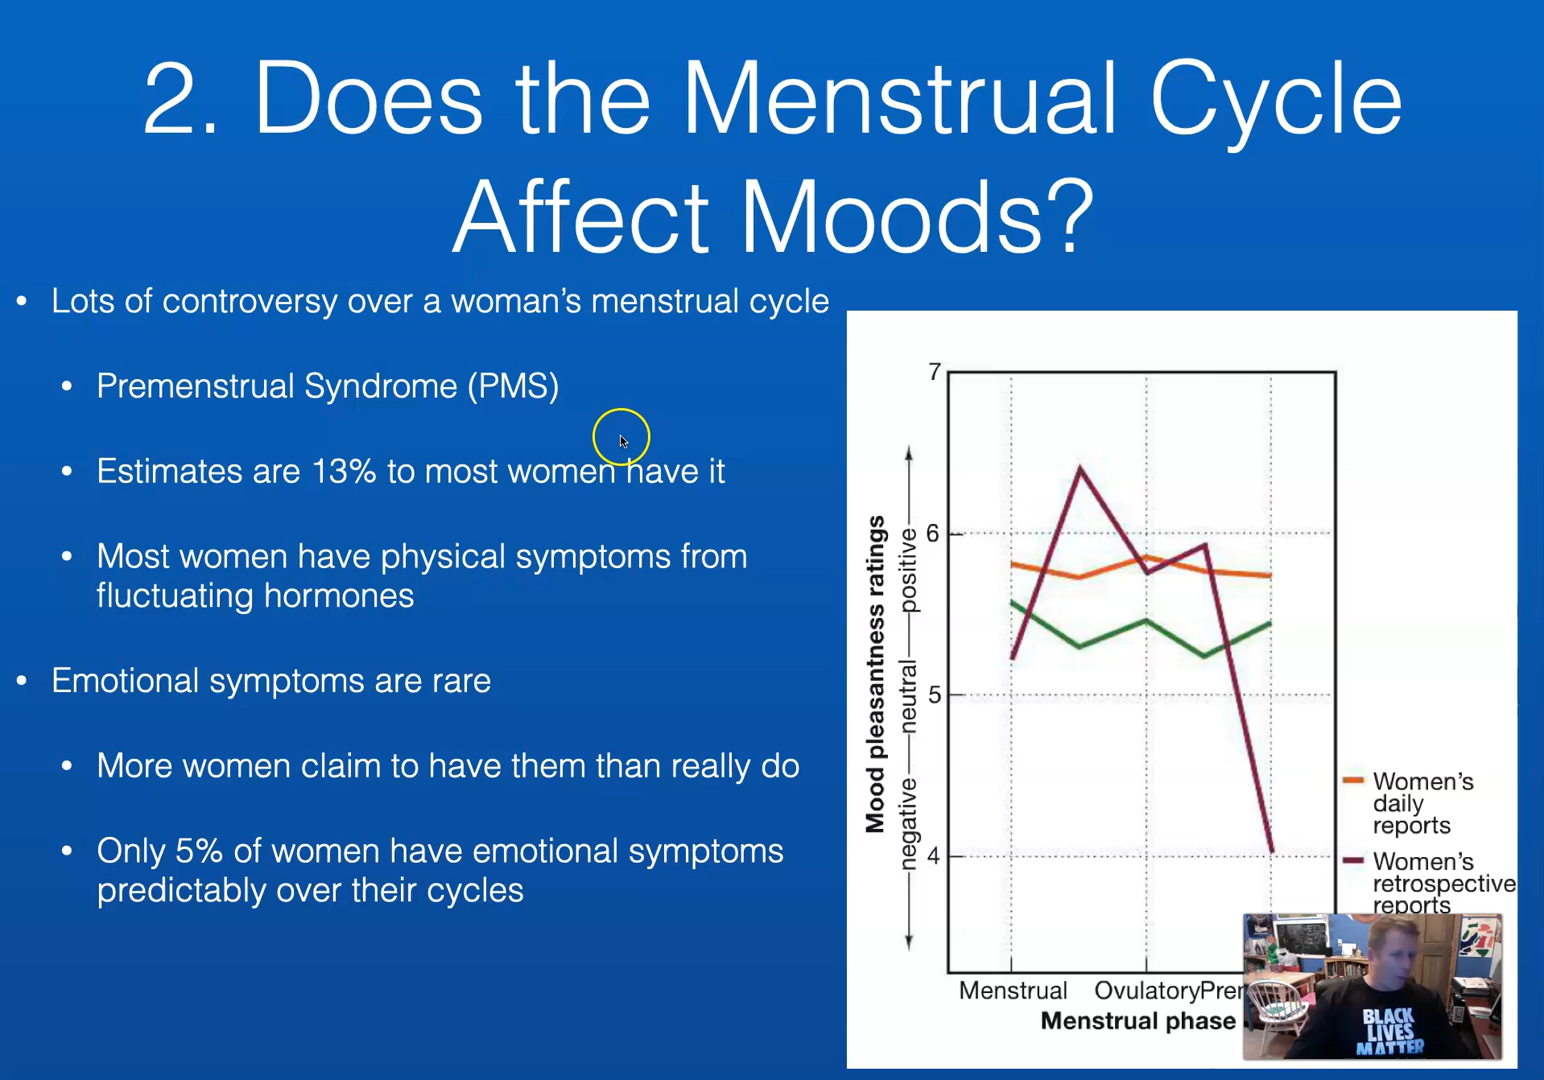 2. Does the Menstrual Cycle
Affect Moods?
• Lots of controversy over a woman’s menstrual cycle
• Premenstrual Syndrome (PMS)
• Estimates are 13% to most women have it
• Most women have physical symptoms from
fluctuating hormones
• Emotional symptoms are rare
• More women claim to have them than really do
• Only 5% of women have emotional symptoms
predictably over their cycles
Mood pleasantness ratings
negative neutral positive
7
6
5
4
Menstrual OvulatoryPrem
Menstrual phase
Women’s
daily
reports
Women’s
retrospective
reports
BLACK
LIVES
MATTER